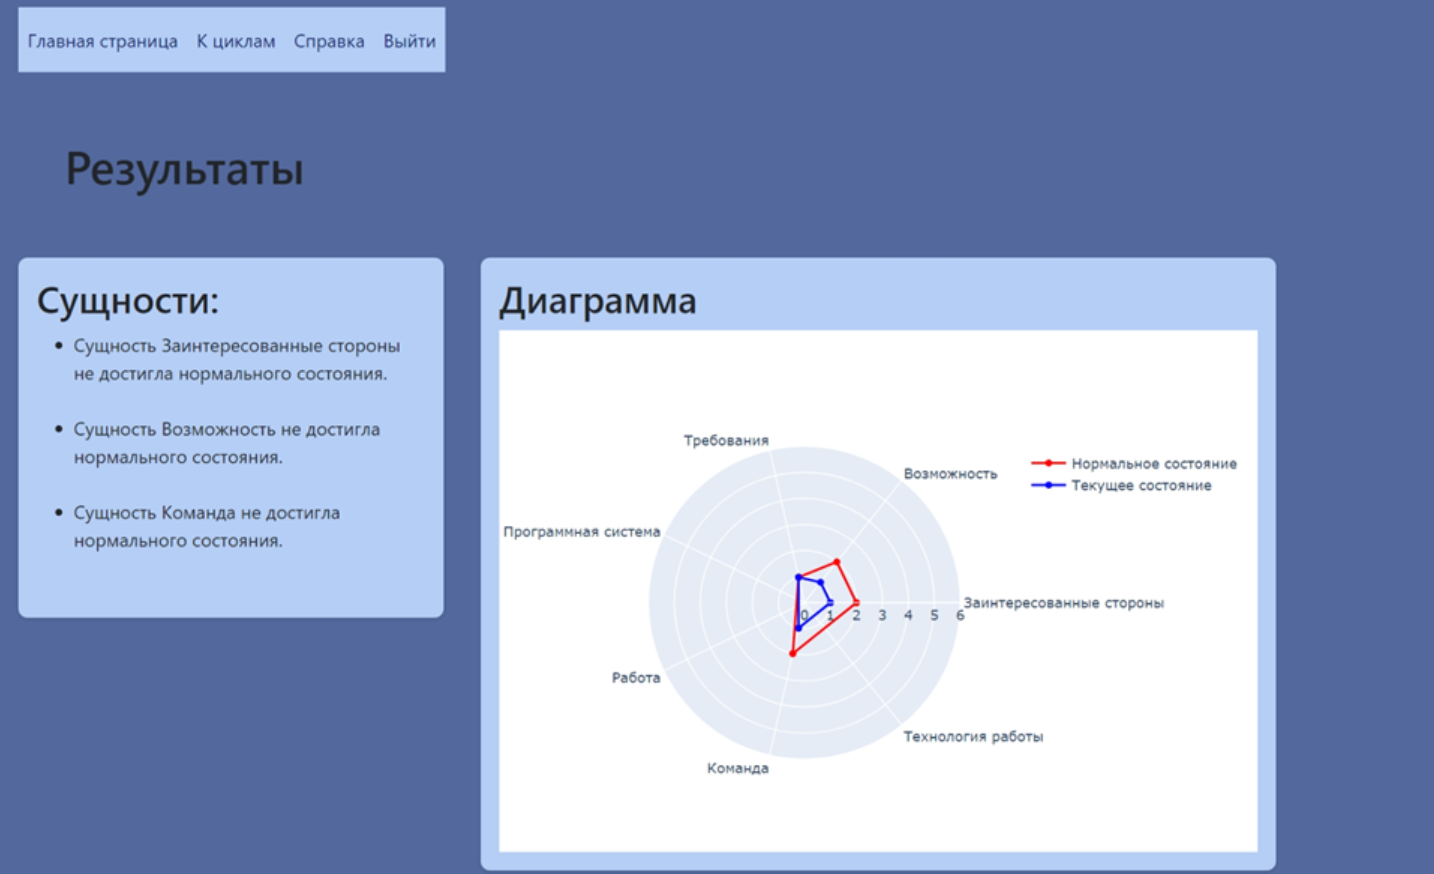 Главная страница К циклам Справка Выйти
Результаты
Сущности:
Сущность Заинтересованные стороны
не достигла нормального состояния.
Сущность Возможность не достигла
нормального состояния.
Сущность Команда не достигла
нормального состояния.
Диаграмма
Требования
Возможность
Нормальное состояние
Текущее состояние
Программная система
Заинтересованные стороны
0 1 2 3 4 5 6
Работа
Технология работы
Команда